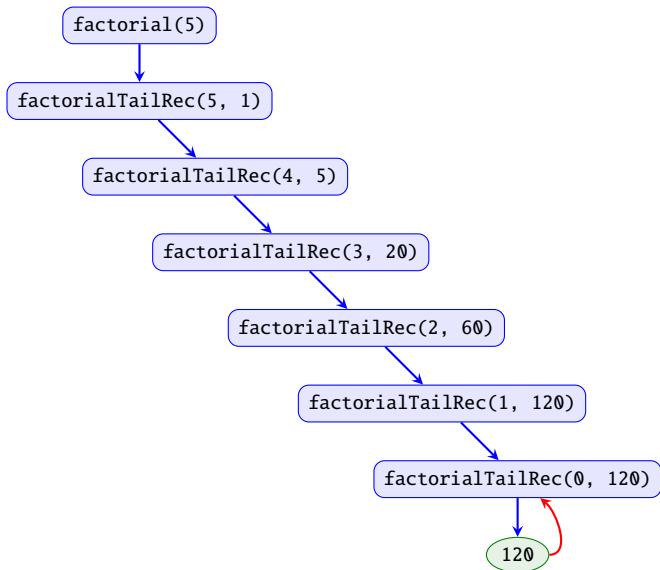 factorial(5)
factorialTailRec(5, 1)
factorialTailRec(4, 5)
factorialTailRec(3, 20)
factorialTailRec(2, 60)
factorialTailRec(1, 120)
factorialTailRec(0, 120)
120